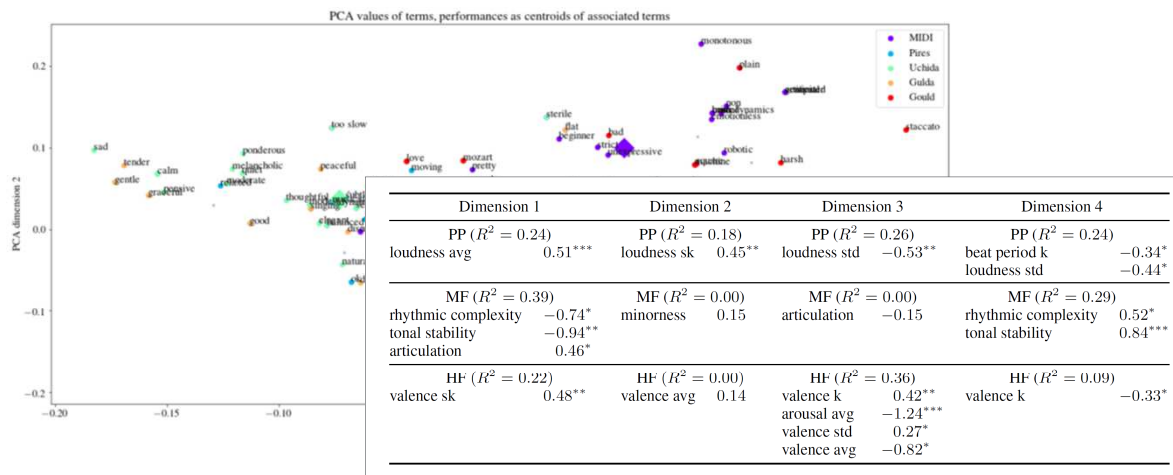 PCA values of terms, performances as centroids of associated terms
MIDI
Pires
Uchida
Gulda
Gould
PCA dimension 2
0.2
0.1
0.0
−0.1
−0.2
−0.20
−0.15
−0.10
monotonous
plain
pop
motionless
staccato
sterile
flat
beginner
bad
strict
robotic
harsh
too slow
sad
tender
gentle
calm
graceful
pensive
ponderous
melancholic
quiet
moderate
peaceful
love
moving
mozart
pretty
thoughtful
good
Dimension 1 Dimension 2 Dimension 3 Dimension 4
PP (R² = 0.24) PP (R² = 0.18) PP (R² = 0.26) PP (R² = 0.24)
loudness avg 0.51*** loudness sk 0.45** loudness std −0.53** beat period k −0.34*
loudness std −0.44*
MF (R² = 0.39) MF (R² = 0.00) MF (R² = 0.00) MF (R² = 0.29)
rhythmic complexity −0.74* minorness 0.15 articulation −0.15 rhythmic complexity 0.52*
tonal stability −0.94** tonal stability 0.84***
articulation 0.46*
HF (R² = 0.22) HF (R² = 0.00) HF (R² = 0.36) HF (R² = 0.09)
valence sk 0.48** valence avg 0.14 valence k 0.42** valence k −0.33*
arousal avg −1.24***
valence std 0.27*
valence avg −0.82*